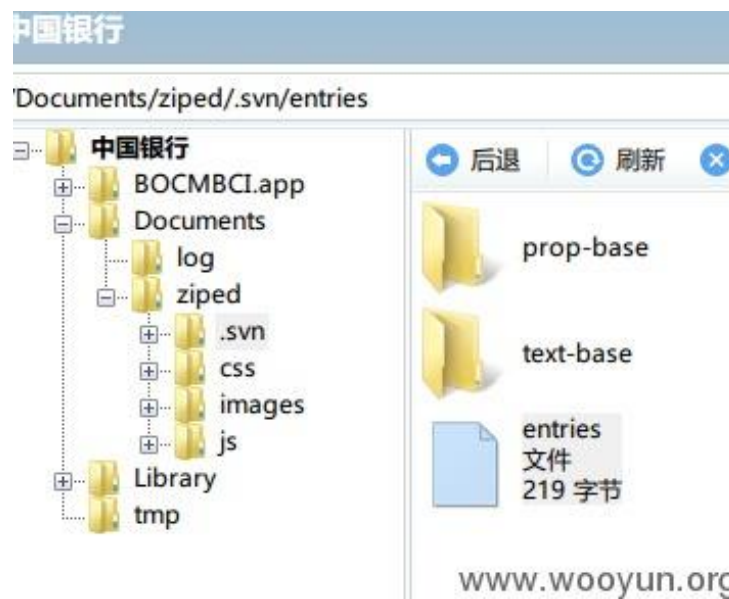 中国银行
'Documents/ziped/.svn/entries
中国银行
BOCMBCI.app
Documents
log
ziped
.svn
css
images
js
Library
tmp
后退
刷新
prop-base
text-base
entries
文件
219 字节
www.wooyun.org